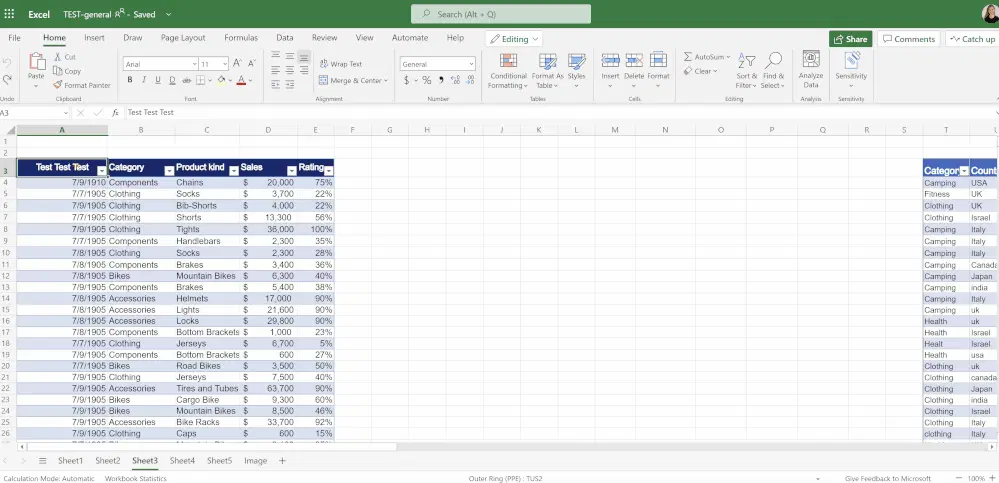 Excel TEST-general - Saved Search (Alt + Q)
File Home Insert Draw Page Layout Formulas Data Review View Automate Help Editing Share Comments Catch up
Paste Cut Copy Format Painter Arial 11 A A Wrap Text General Conditional Formatting Format As Table Styles Insert Delete Format AutoSum Clear Sort & Filter Find & Select Analyze Data Sensitivity
B I U D ab A Merge & Center $ % 9
Undo Clipboard Font Alignment Number Tables Cells Editing Analysis Sensitivity
A3 fx Test Test Test
A B C D E F G H I J K L M N O P Q R S T
1
2
3 Test Test Test Category Product kind Sales Rating Categor Count
4 7/9/1910 Components Chains $ 20,000 75% Camping USA
5 7/7/1905 Clothing Socks $ 3,700 22% Fitness UK
6 7/7/1905 Clothing Bib-Shorts $ 4,000 22% Clothing UK
7 7/7/1905 Clothing Shorts $ 13,300 56% Clothing Israel
8 7/9/1905 Clothing Tights $ 36,000 100% Clothing Italy
9 7/7/1905 Components Handlebars $ 2,300 35% Camping Italy
10 7/8/1905 Clothing Socks $ 2,300 28% Camping Italy
11 7/8/1905 Components Brakes $ 3,400 36% Camping Canada
12 7/8/1905 Bikes Mountain Bikes $ 6,300 40% Camping Japan
13 7/9/1905 Components Brakes $ 5,400 38% Camping india
14 7/8/1905 Accessories Helmets $ 17,000 90% Camping Italy
15 7/8/1905 Accessories Lights $ 21,600 90% Camping uk
16 7/8/1905 Accessories Locks $ 29,800 90% Health uk
17 7/8/1905 Components Bottom Brackets $ 1,000 23% Health Israel
18 7/7/1905 Clothing Jerseys $ 6,700 5% Healt Israel
19 7/9/1905 Components Bottom Brackets $ 600 27% Health usa
20 7/7/1905 Bikes Road Bikes $ 3,500 50% Clothing uk
21 7/9/1905 Clothing Jerseys $ 7,500 40% Clothing canada
22 7/9/1905 Accessories Tires and Tubes $ 63,700 90% Clothing Japan
23 7/9/1905 Bikes Cargo Bike $ 9,300 60% Clothing india
24 7/9/1905 Bikes Mountain Bikes $ 8,500 46% Clothing Israel
25 7/9/1905 Accessories Bike Racks $ 33,700 92% Clothing Italy
26 7/9/1905 Clothing Caps $ 600 15% clothing Italy
Sheet1 Sheet2 Sheet3 Sheet4 Sheet5 Image +
Calculation Mode: Automatic Workbook Statistics Outer Ring (PPE) : TUS2 Give Feedback to Microsoft − 100% +